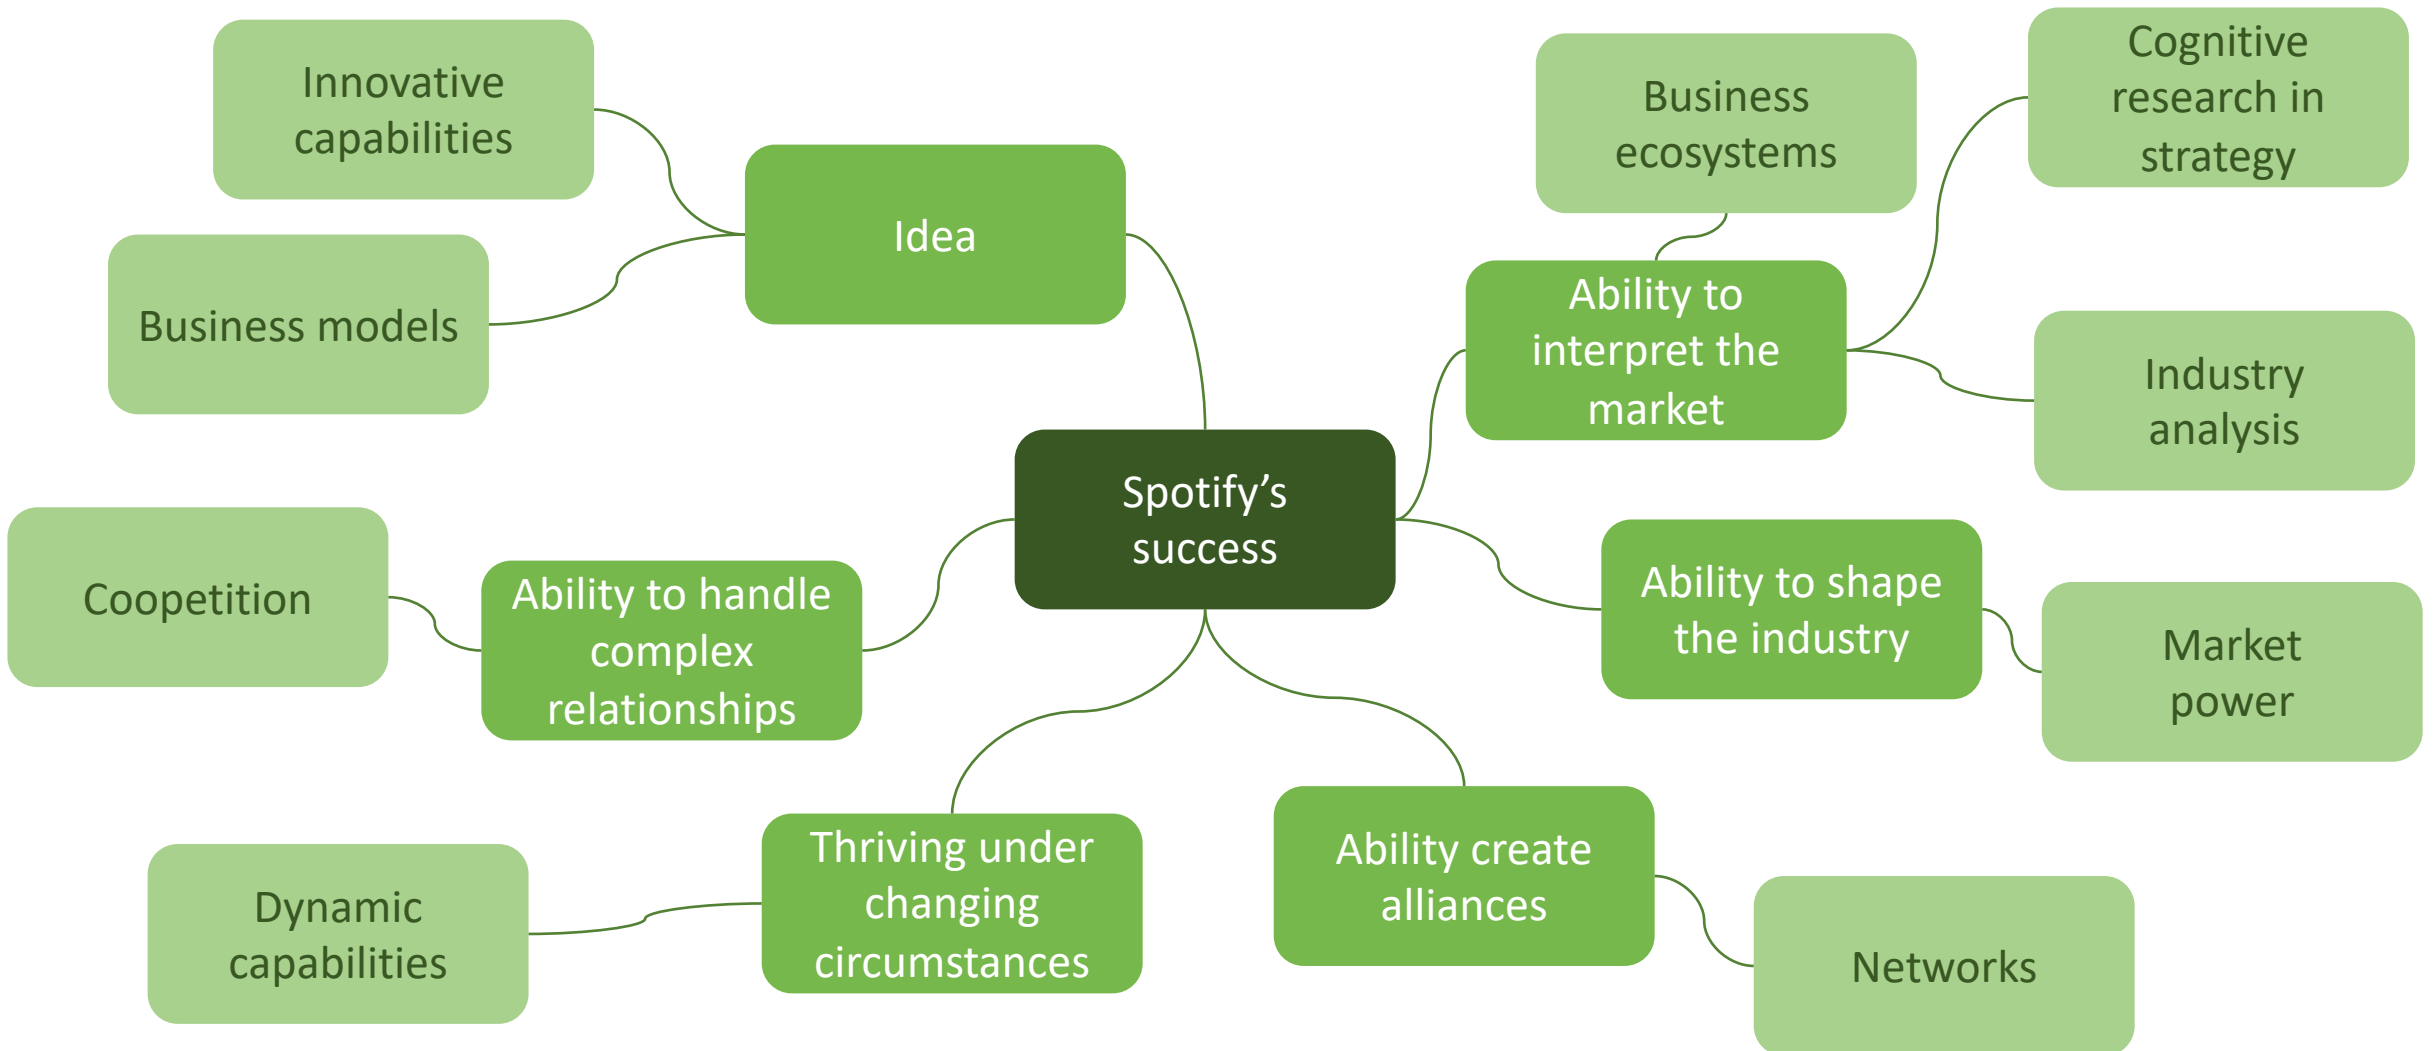 Innovative
capabilities
Business models
Idea
Business
ecosystems
Cognitive
research in
strategy
Ability to
interpret the
market
Industry
analysis
Spotify’s
success
Coopetition
Ability to handle
complex
relationships
Ability to shape
the industry
Market
power
Dynamic
capabilities
Thriving under
changing
circumstances
Ability create
alliances
Networks